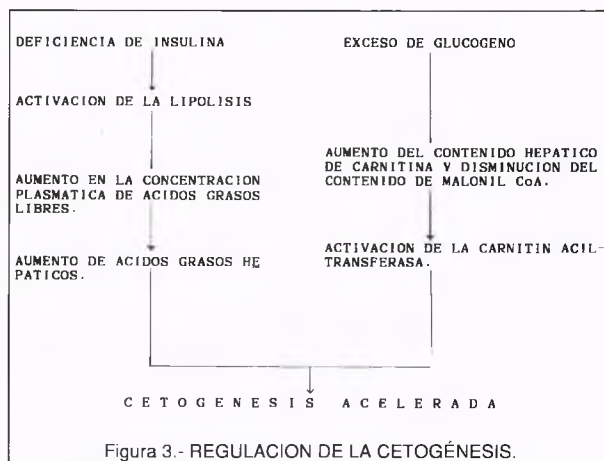 DEFICIENCIA DE INSULINA
ACTIVACION DE LA LIPOLISIS
AUMENTO EN LA CONCENTRACION
PLASMATICA DE ACIDOS GRASOS
LIBRES.
AUMENTO DE ACIDOS GRASOS HE
PATICOS.
EXCESO DE GLUCOGENO
AUMENTO DEL CONTENIDO HEPATICO
DE CARNITINA Y DISMINUCION DEL
CONTENIDO DE MALONIL CoA.
ACTIVACION DE LA CARNITIN ACIL-
TRANSFERASA.
CETOGENESIS ACELERADA
Figura 3.- REGULACION DE LA CETOGÉNESIS.